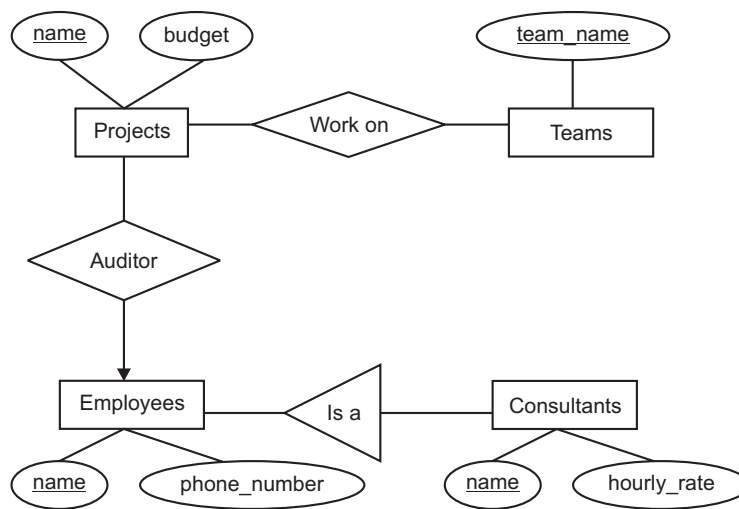 name
budget
team_name
Projects
Work on
Teams
Auditor
Employees
Is a
Consultants
name
phone_number
name
hourly_rate